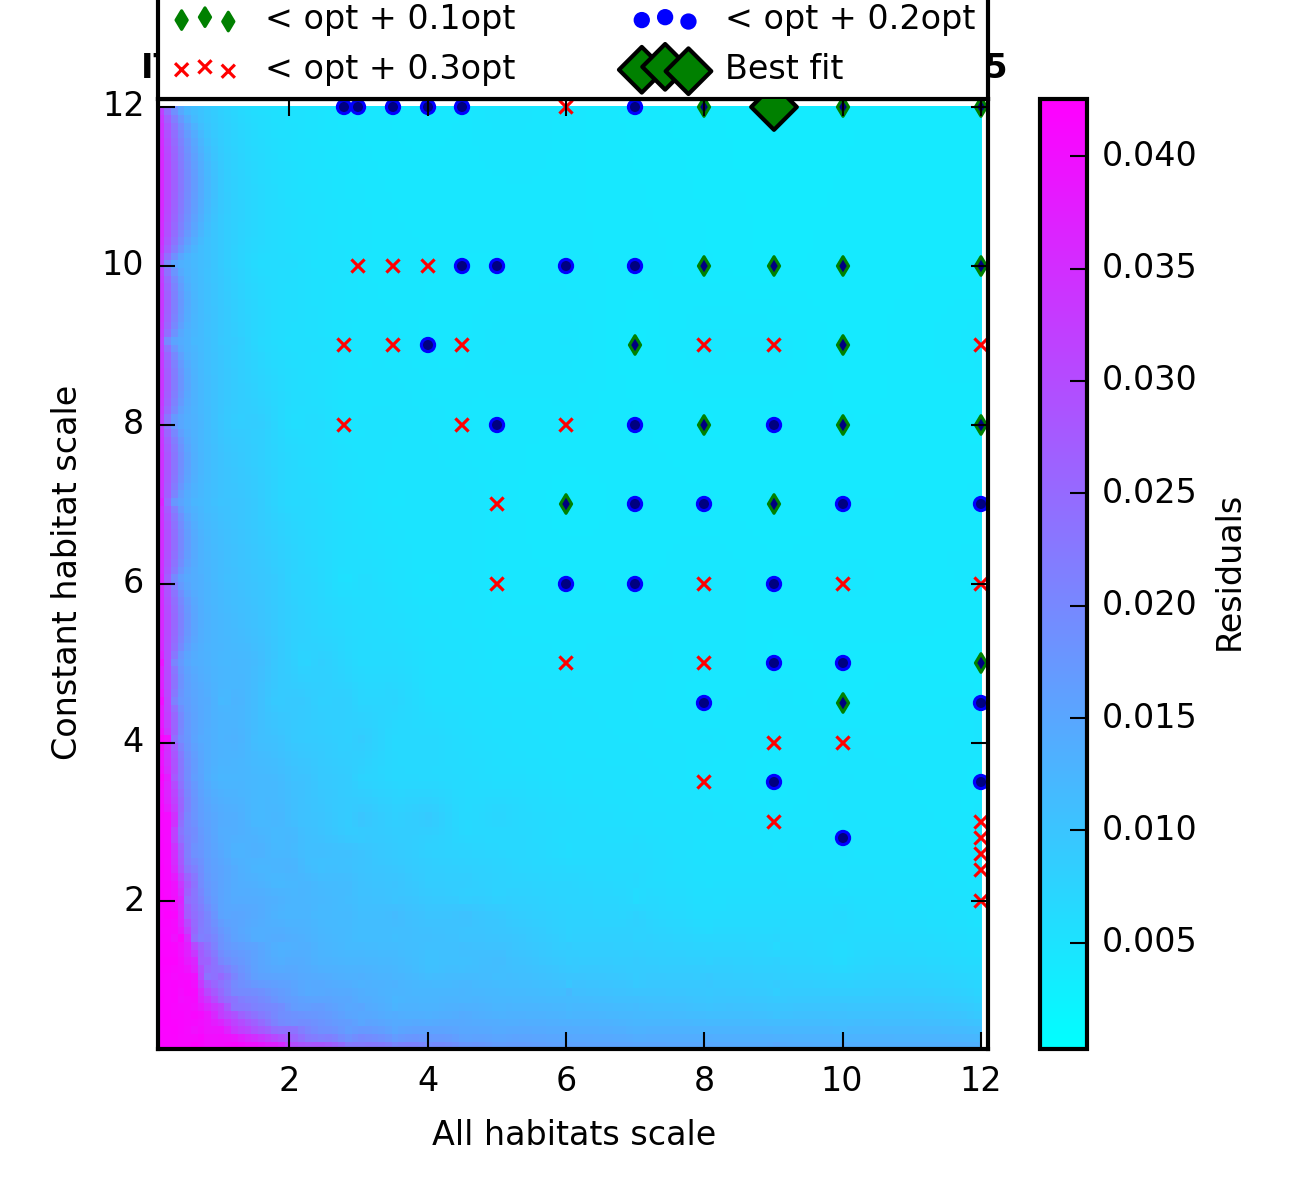 < opt + 0.1opt < opt + 0.2opt
< opt + 0.3opt Best fit
5
12
10
8
6
4
2
Constant habitat scale
2 4 6 8 10 12
All habitats scale
0.040
0.035
0.030
0.025
0.020
0.015
0.010
0.005
Residuals